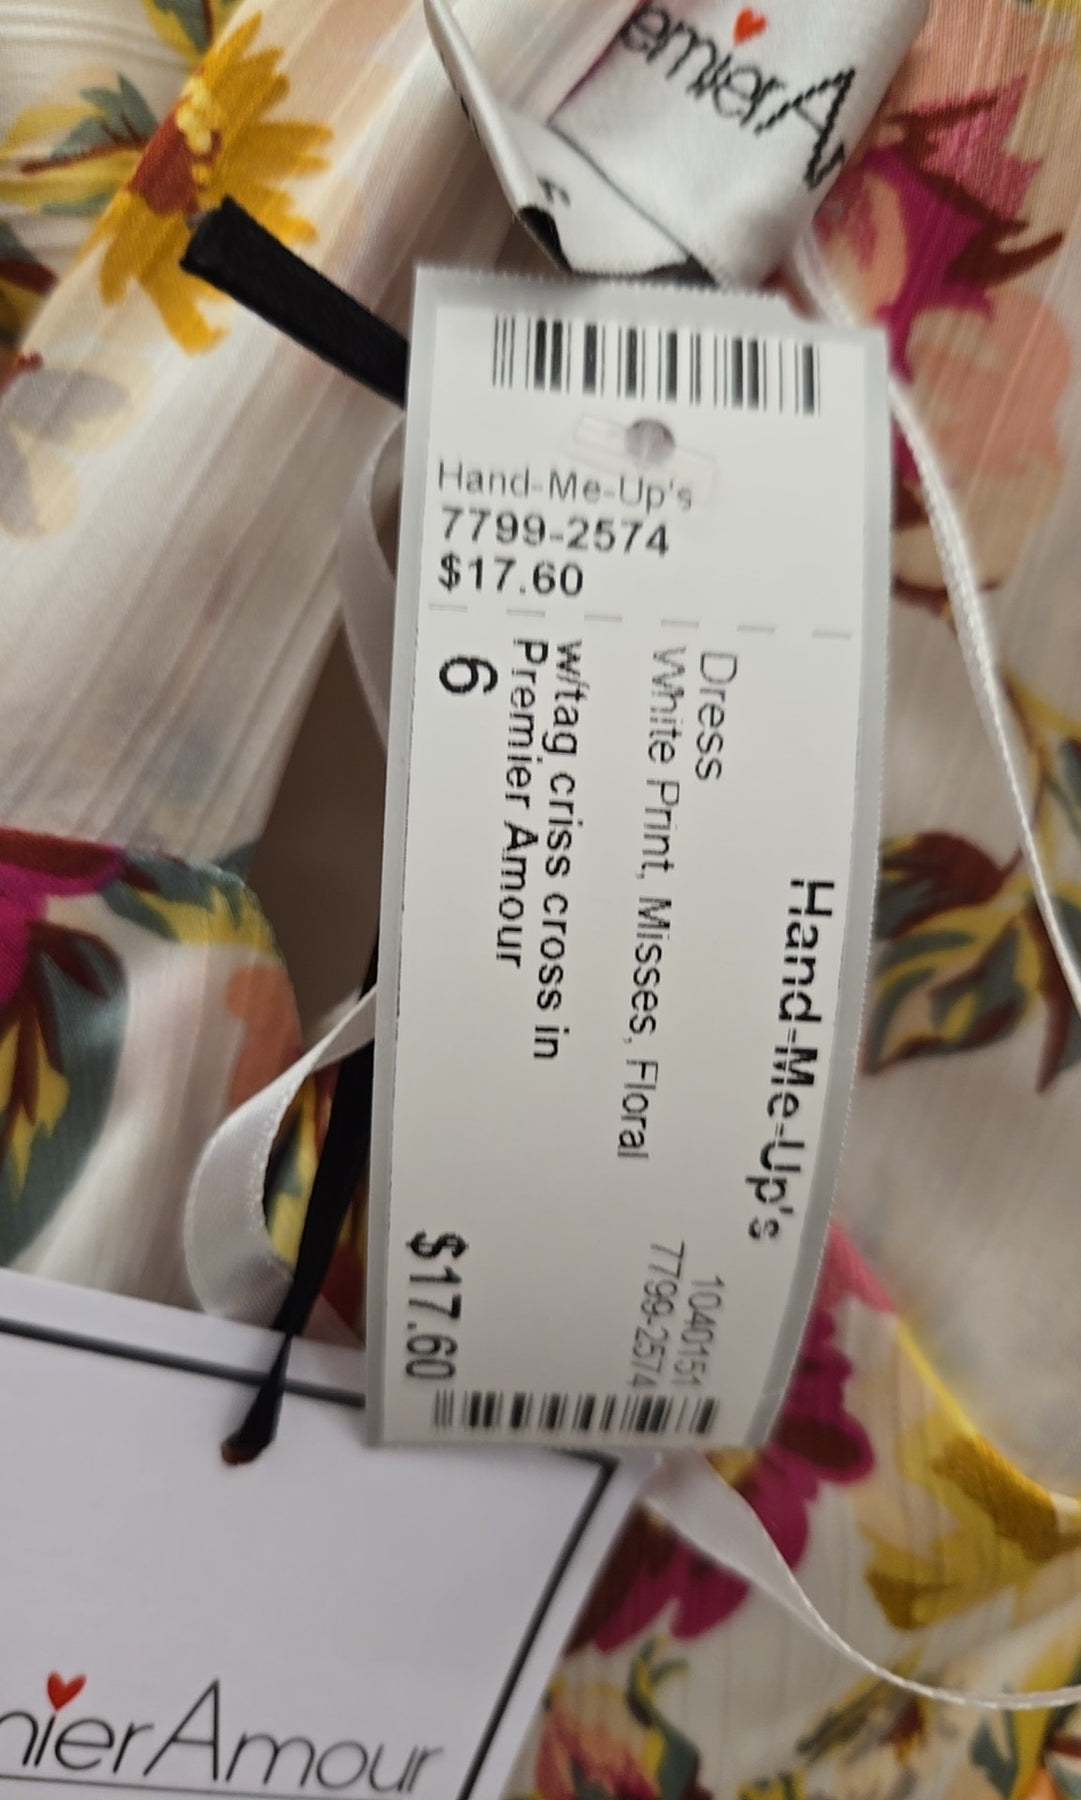 emierA
6
Hand-Me-Up's
7799-2574
$17.60
Hand-Me-Up's
Dress 1040151
White Print, Misses, Floral 7799-2574
w/tag criss cross in
Premier Amour
6 $17.60
nierAmour